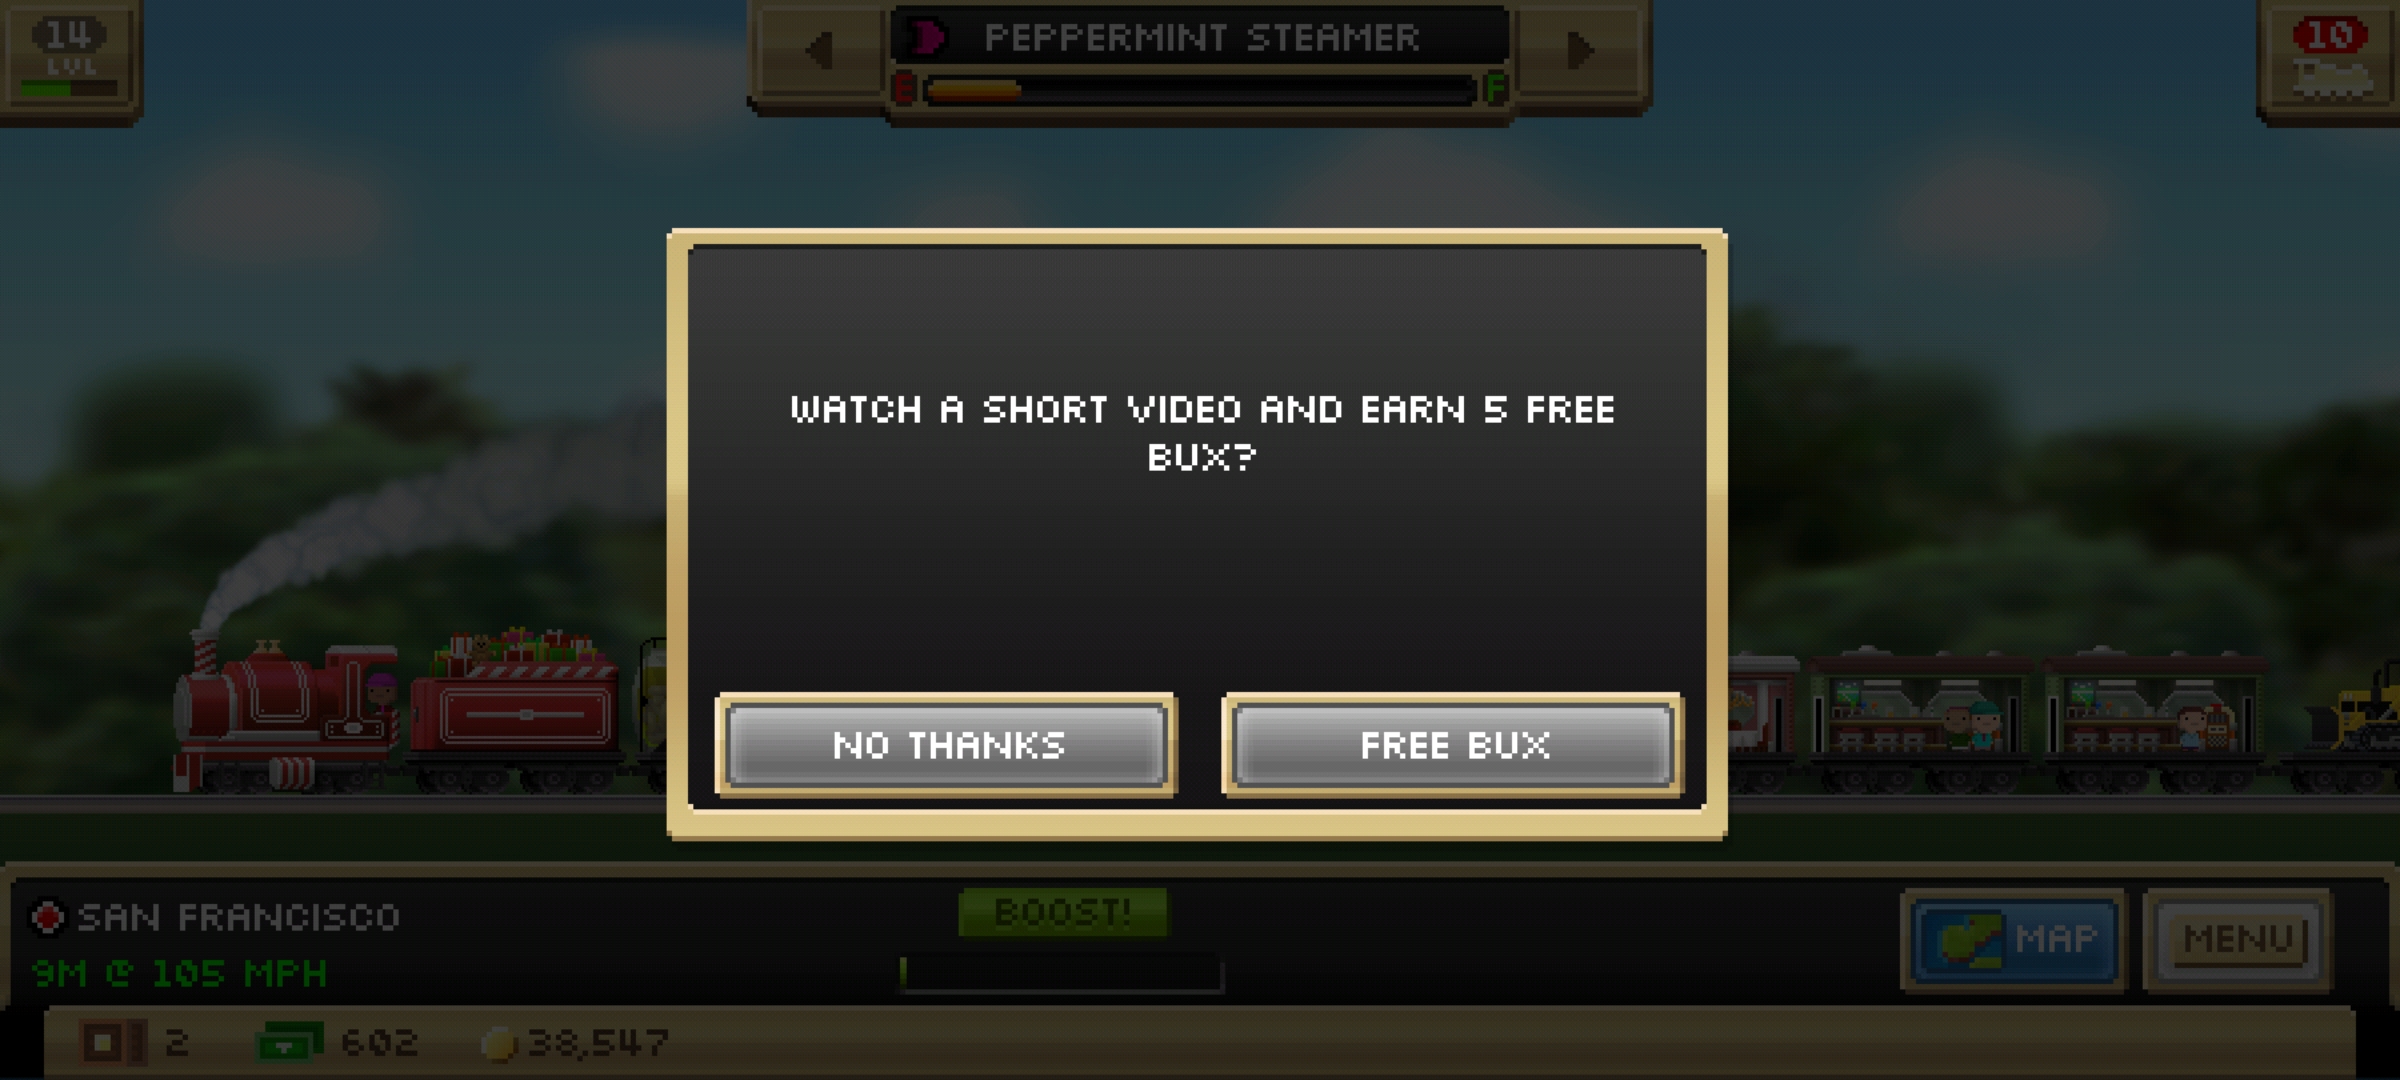 14
LVL
PEPPERMINT STEAMER
E F
10
WATCH A SHORT VIDEO AND EARN 5 FREE
BUX?
NO THANKS
FREE BUX
SAN FRANCISCO
9M @ 105 MPH
BOOST!
MAP
MENU
2
602
38,547